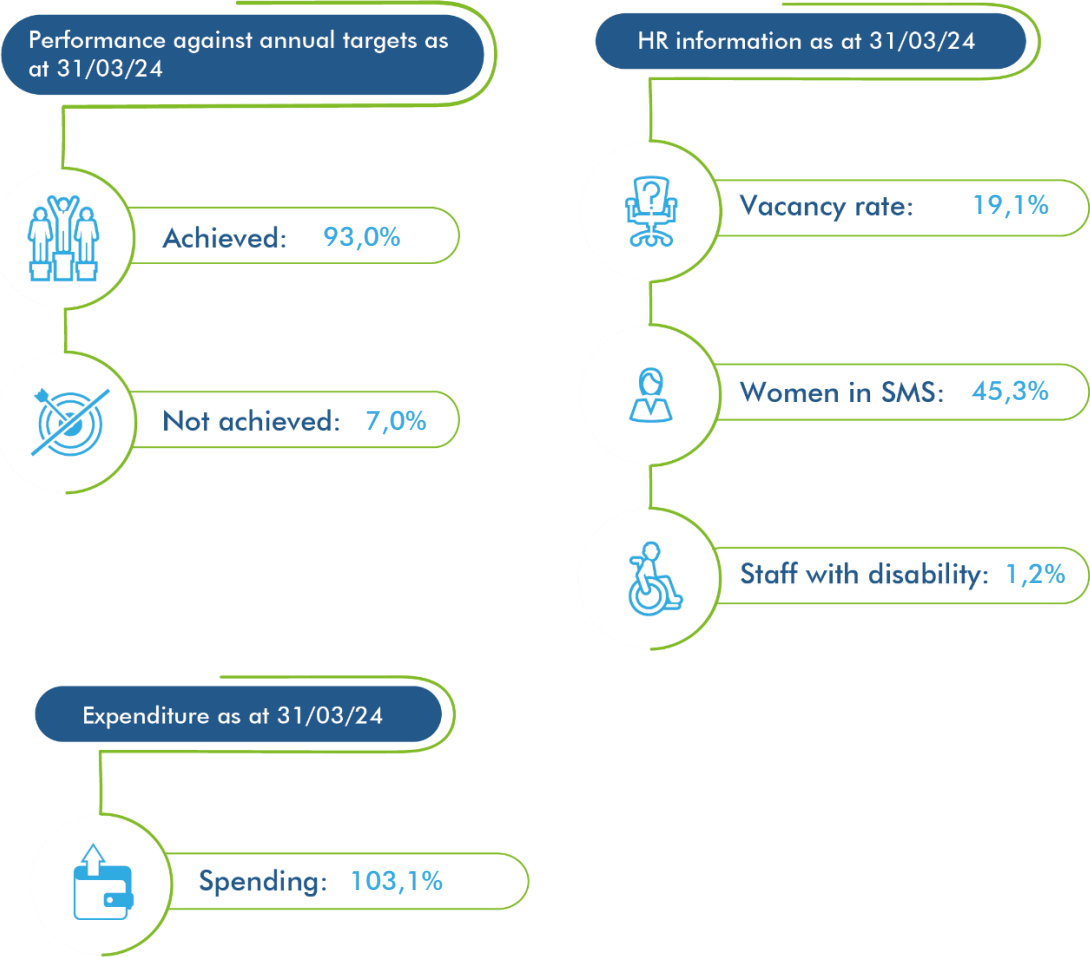 Performance against annual targets as
at 31/03/24
Achieved: 93,0%
Not achieved: 7,0%
HR information as at 31/03/24
?
Vacancy rate: 19,1%
Women in SMS: 45,3%
Staff with disability: 1,2%
Expenditure as at 31/03/24
Spending: 103,1%